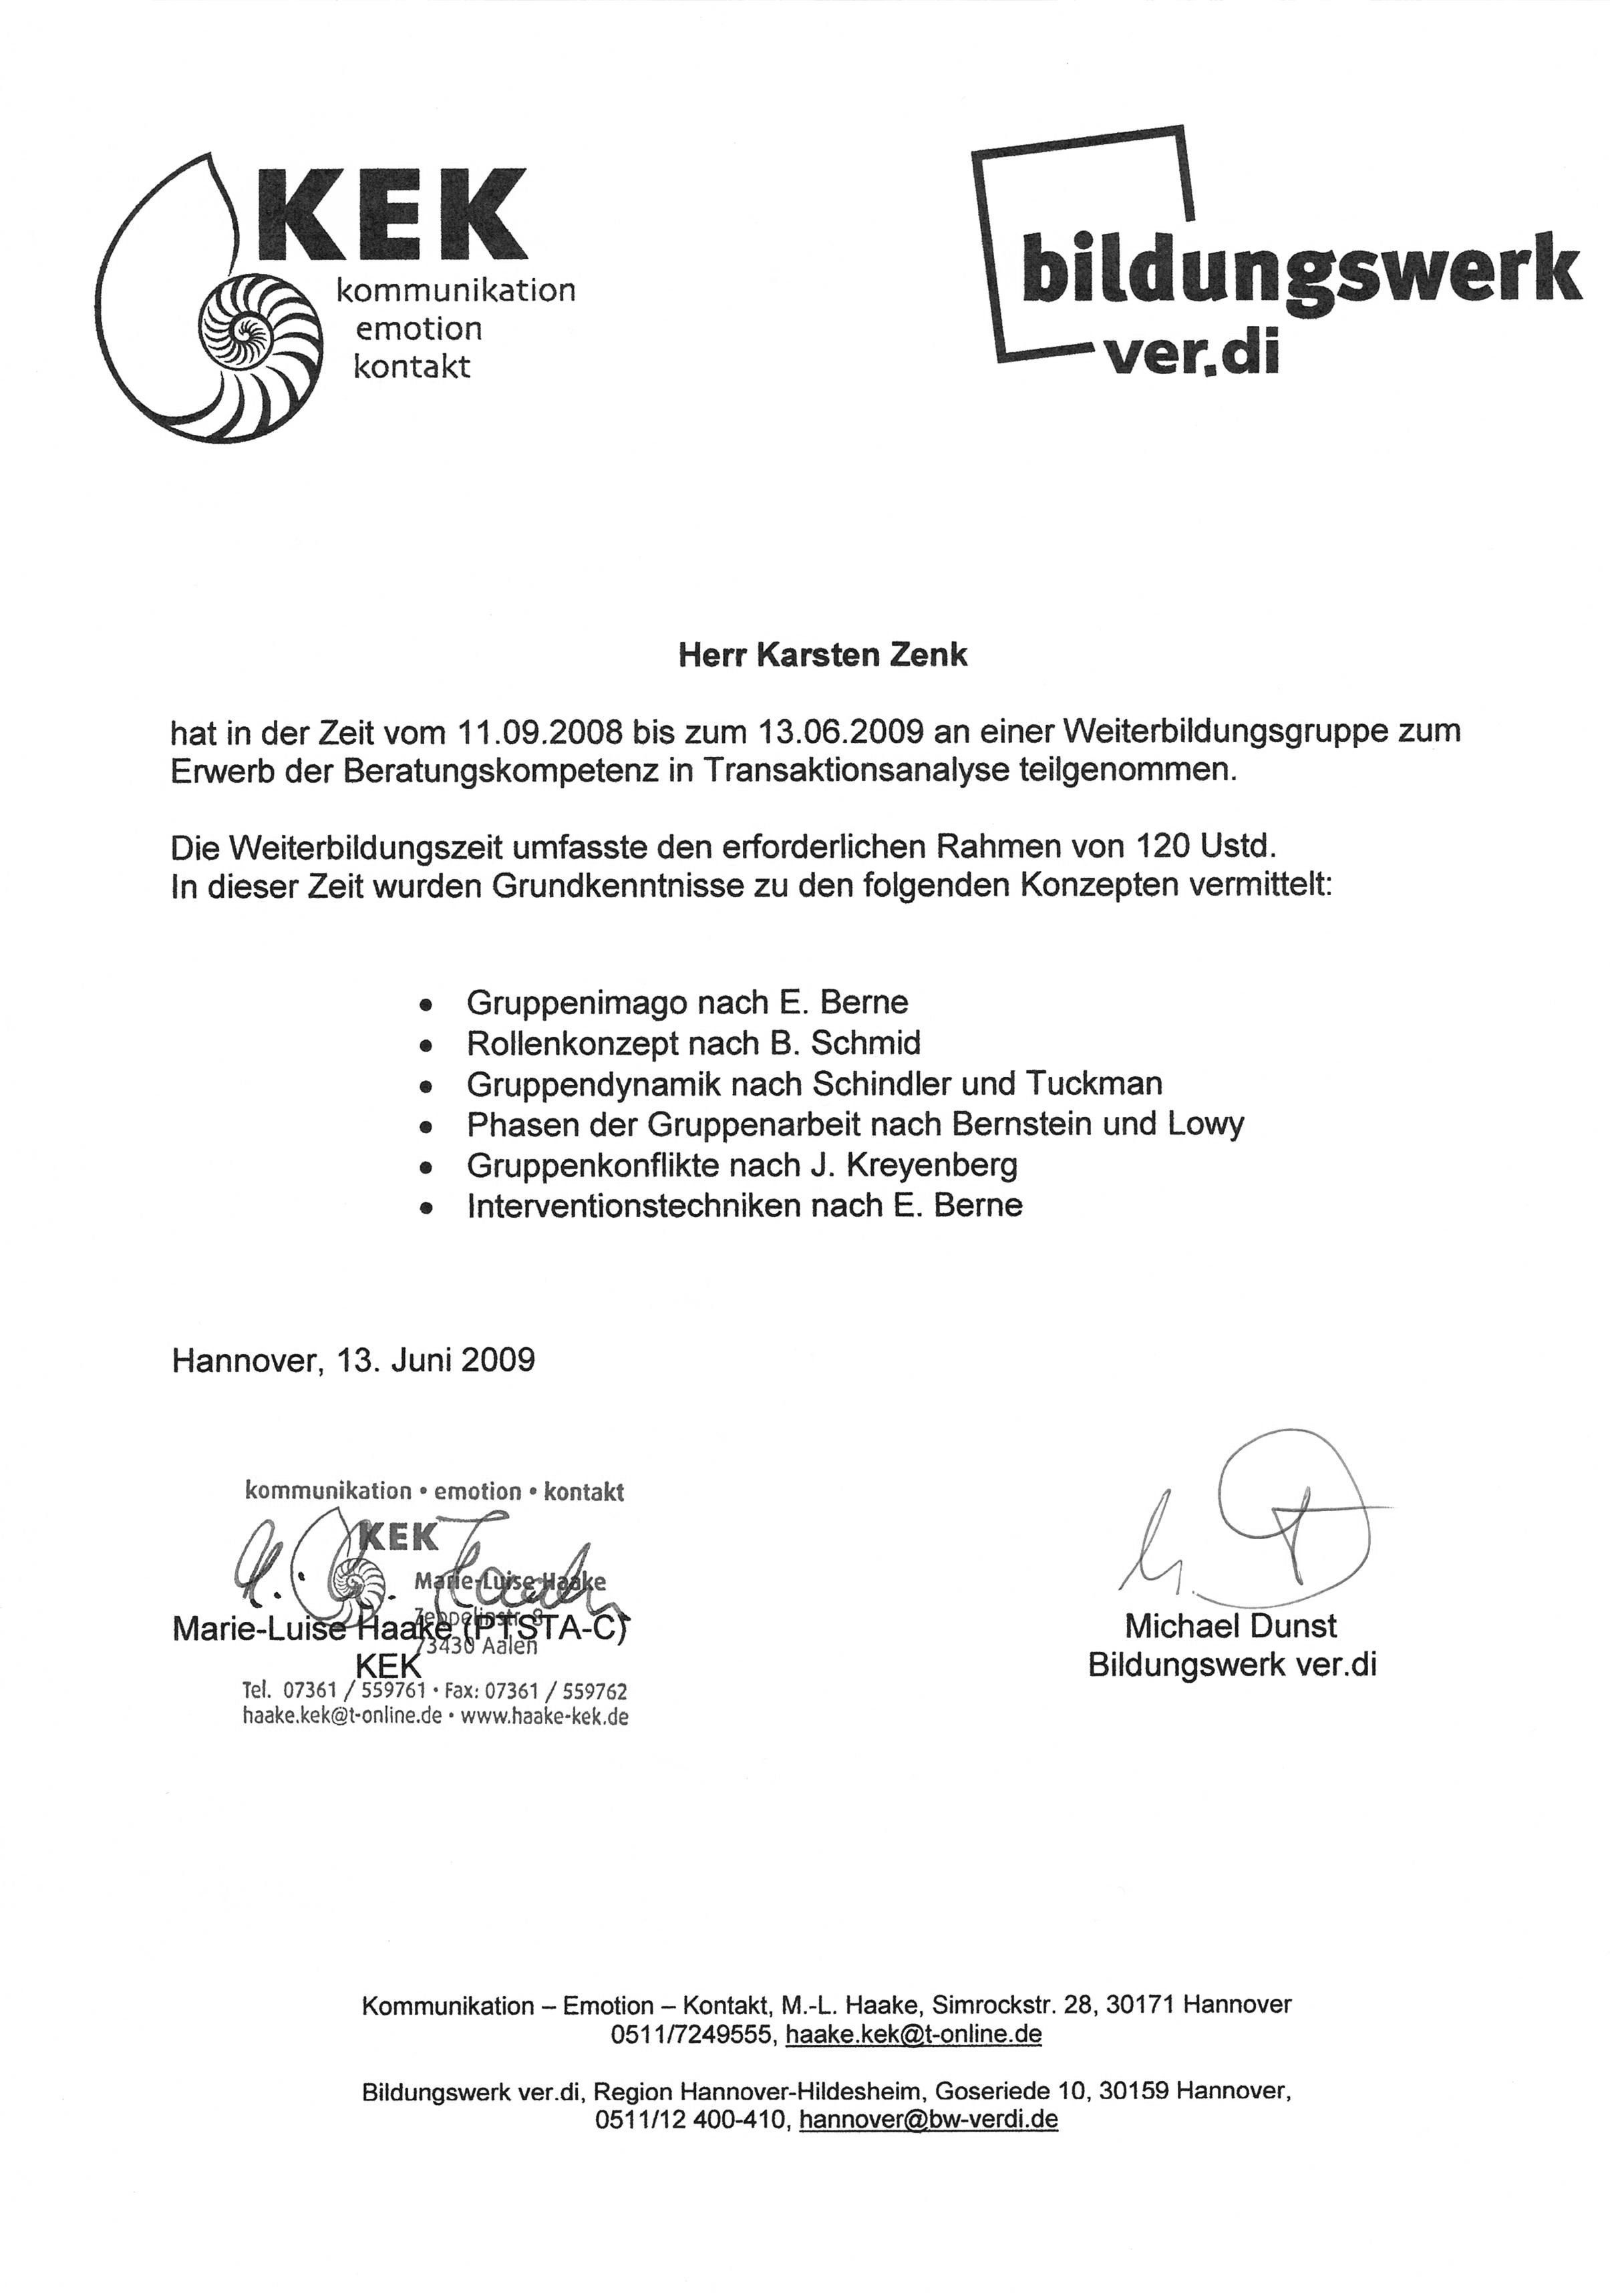 KEK
kommunikation
emotion
kontakt
bildungswerk
ver.di
Herr Karsten Zenk
hat in der Zeit vom 11.09.2008 bis zum 13.06.2009 an einer Weiterbildungsgruppe zum
Erwerb der Beratungskompetenz in Transaktionsanalyse teilgenommen.
Die Weiterbildungszeit umfasste den erforderlichen Rahmen von 120 Ustd.
In dieser Zeit wurden Grundkenntnisse zu den folgenden Konzepten vermittelt:
• Gruppenimago nach E. Berne
• Rollenkonzept nach B. Schmid
• Gruppendynamik nach Schindler und Tuckman
• Phasen der Gruppenarbeit nach Bernstein und Lowy
• Gruppenkonflikte nach J. Kreyenberg
• Interventionstechniken nach E. Berne
Hannover, 13. Juni 2009
kommunikation • emotion • kontakt
KEK
Marie-Luise Haake
Zeppelinstr. 8
73430 Aalen
Tel. 07361 / 559761 • Fax: 07361 / 559762
haake.kek@t-online.de • www.haake-kek.de
Marie-Luise Haake (PTSTA-C)
KEK
Michael Dunst
Bildungswerk ver.di
Kommunikation – Emotion – Kontakt, M.-L. Haake, Simrockstr. 28, 30171 Hannover
0511/7249555, haake.kek@t-online.de
Bildungswerk ver.di, Region Hannover-Hildesheim, Goseriede 10, 30159 Hannover,
0511/12 400-410, hannover@bw-verdi.de